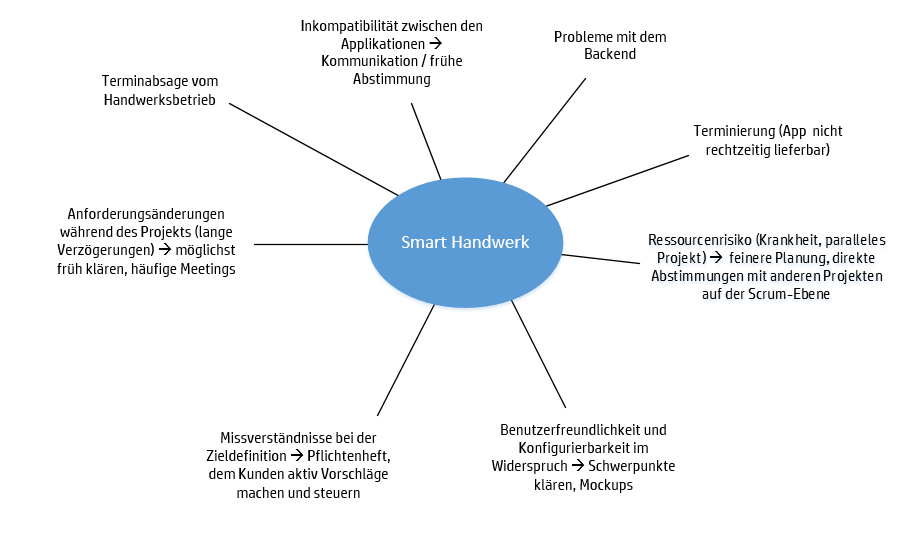 Inkompatibilität zwischen den
Applikationen → 
Kommunikation / frühe
Abstimmung
Probleme mit dem
Backend
Terminabsage vom
Handwerksbetrieb
Terminierung (App nicht
rechtzeitig lieferbar)
Anforderungsänderungen
während des Projekts (lange
Verzögerungen) → möglichst
früh klären, häufige Meetings
Smart Handwerk
Ressourcenrisiko (Krankheit, paralleles
Projekt) → feinere Planung, direkte
Abstimmungen mit anderen Projekten
auf der Scrum-Ebene
Missverständnisse bei der
Zieldefinition → Pflichtenheft,
dem Kunden aktiv Vorschläge
machen und steuern
Benutzerfreundlichkeit und
Konfigurierbarkeit im
Widerspruch → Schwerpunkte
klären, Mockups